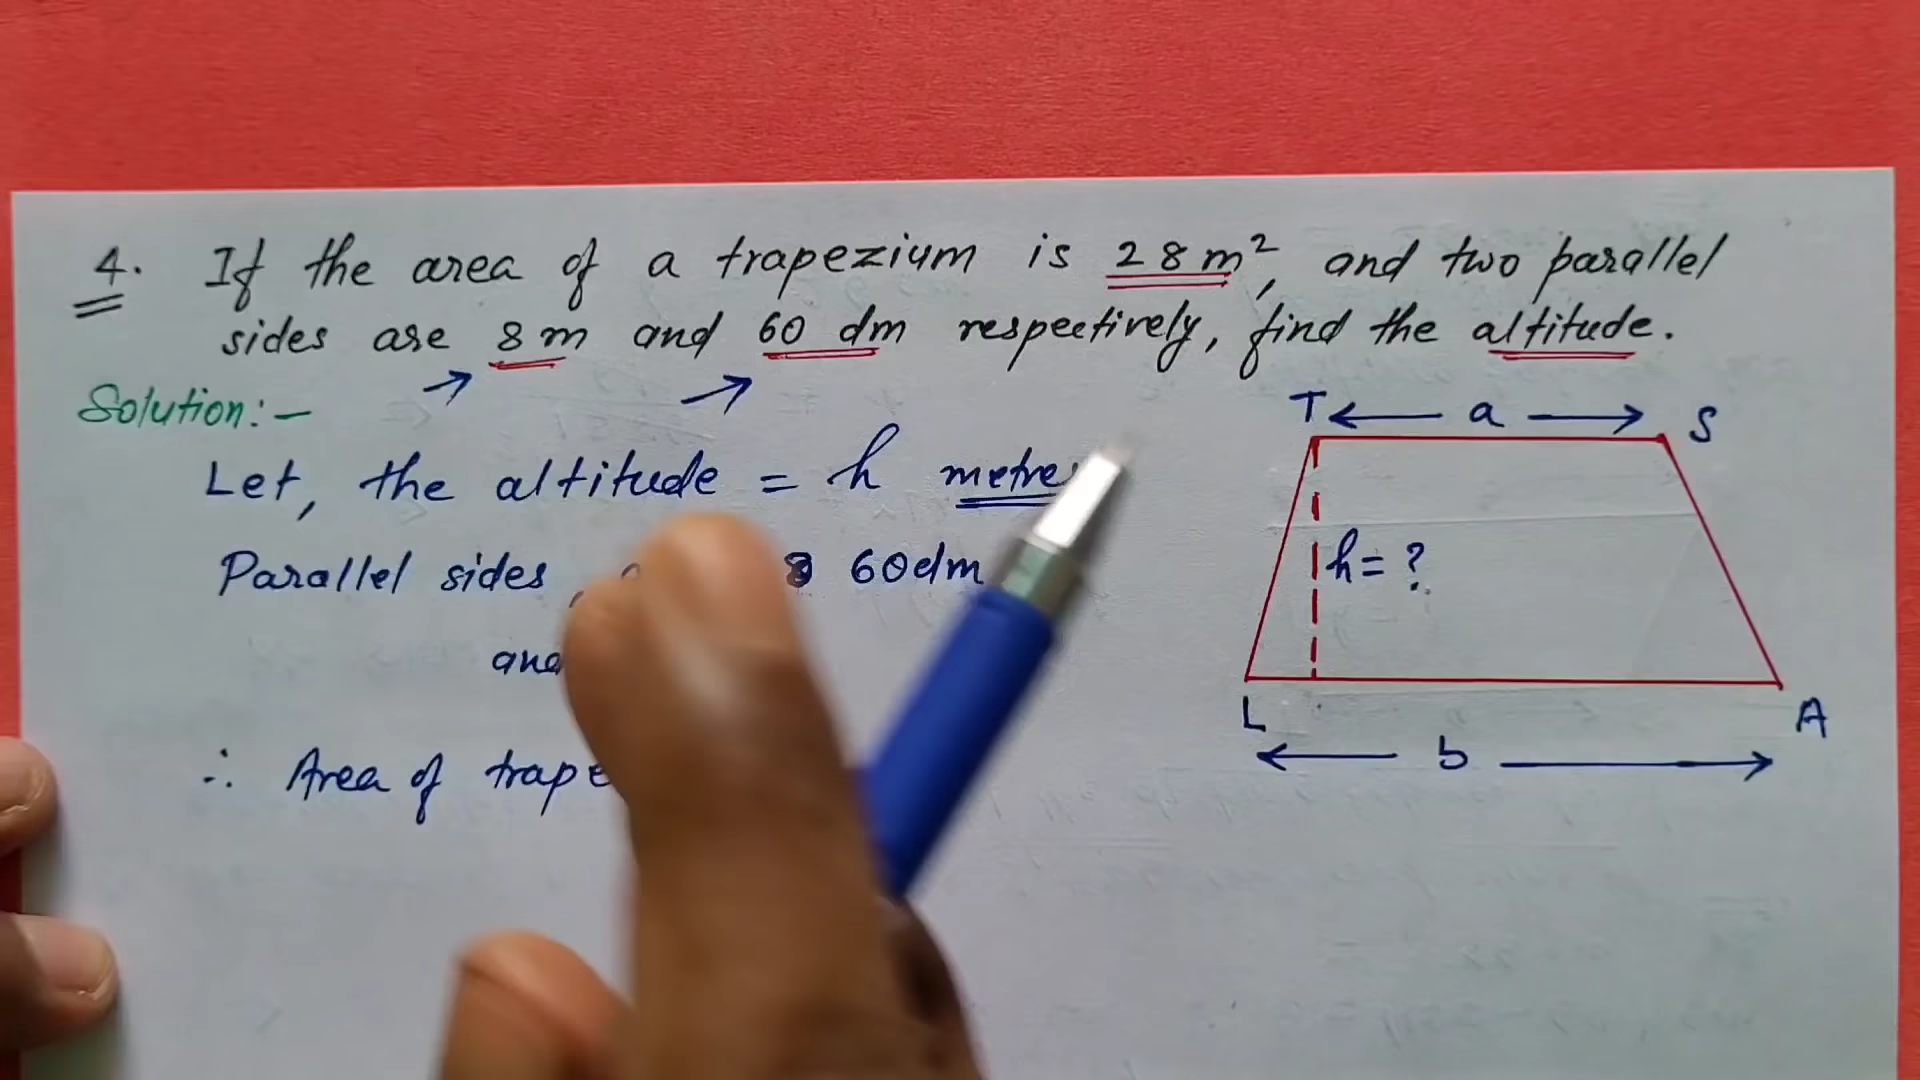 4. If the area of a trapezium is 28 m², and two parallel
sides are 8 m and 60 dm respectively, find the altitude.
Solution:-
Let, the altitude = h metre
Parallel sides 60dm
and
∴ Area of
T a S
h = ?
L A
b